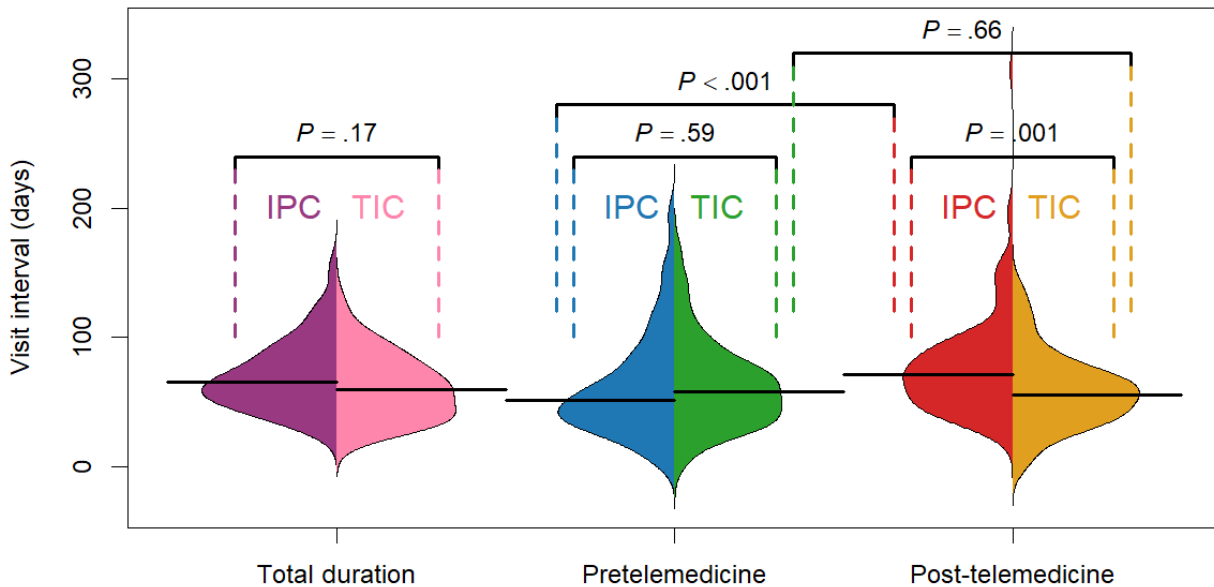 P = .66
300
P < .001
P = .17
P = .59
P = .001
Visit interval (days)
200
IPC TIC
IPC TIC
IPC TIC
100
0
Total duration
Pretelemedicine
Post-telemedicine